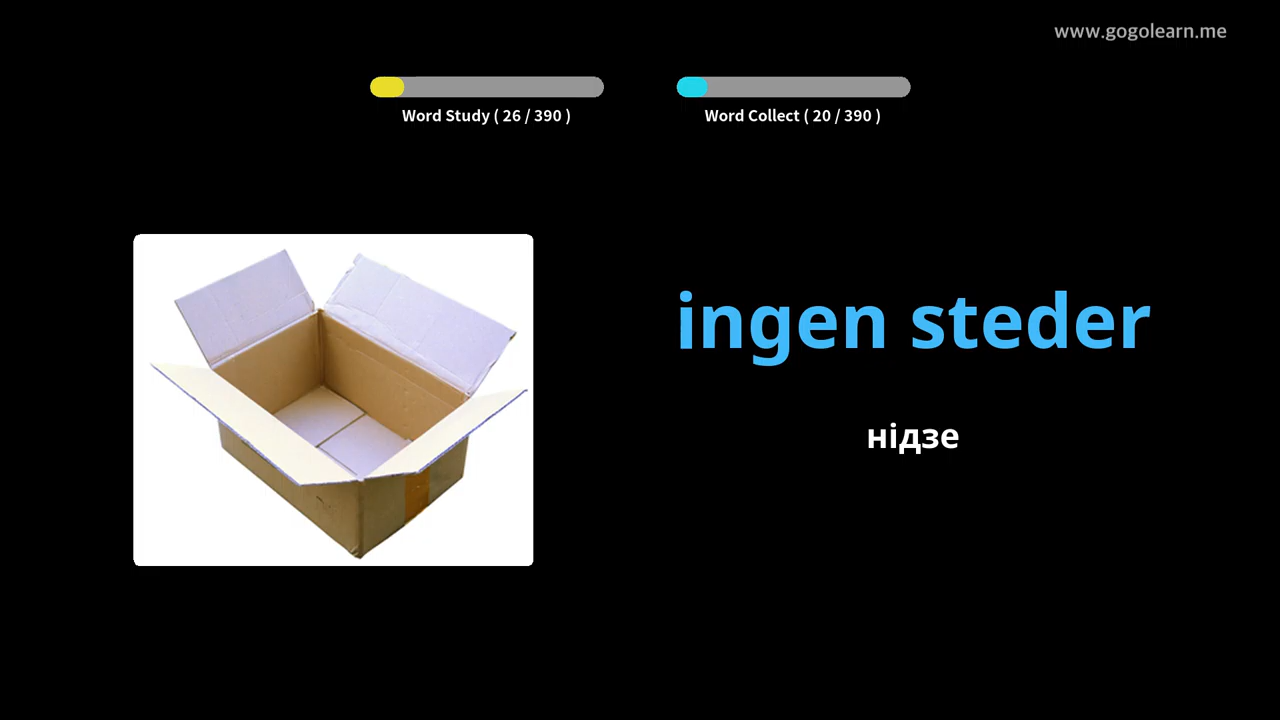 www.gogolearn.me
Word Study ( 26 / 390 )
Word Collect ( 20 / 390 )
ingen steder
нідзе